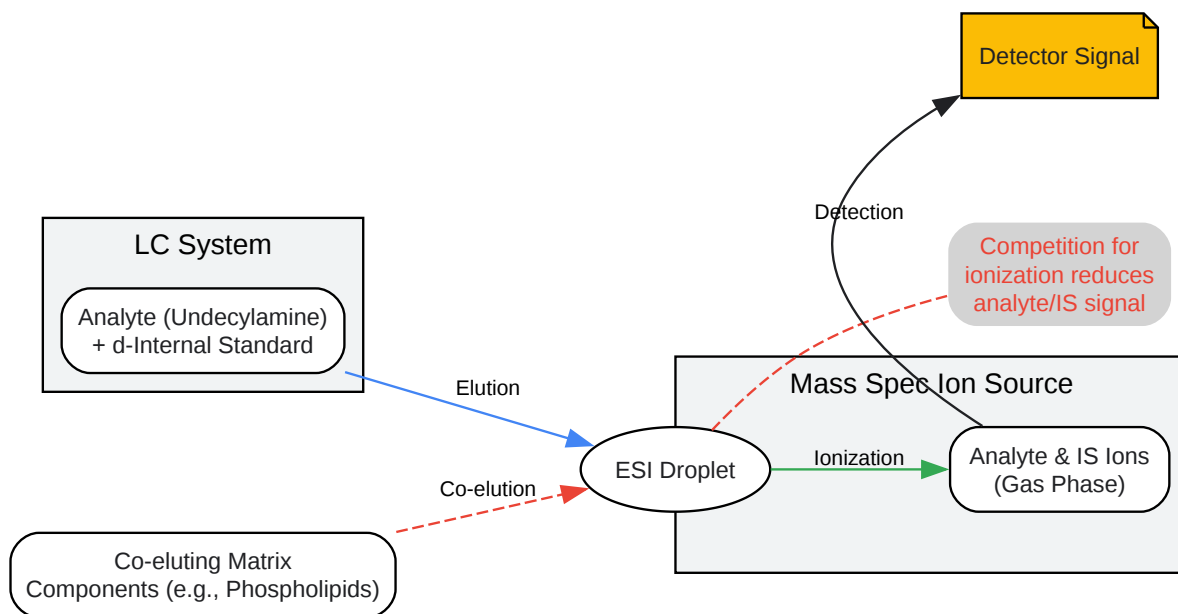 Detector Signal
Detection
LC System
Analyte (Undecylamine)
+ d-Internal Standard
Competition for
ionization reduces
analyte/IS signal
Elution
Mass Spec Ion Source
Co-elution
ESI Droplet
Ionization
Analyte & IS Ions
(Gas Phase)
Co-eluting Matrix
Components (e.g., Phospholipids)